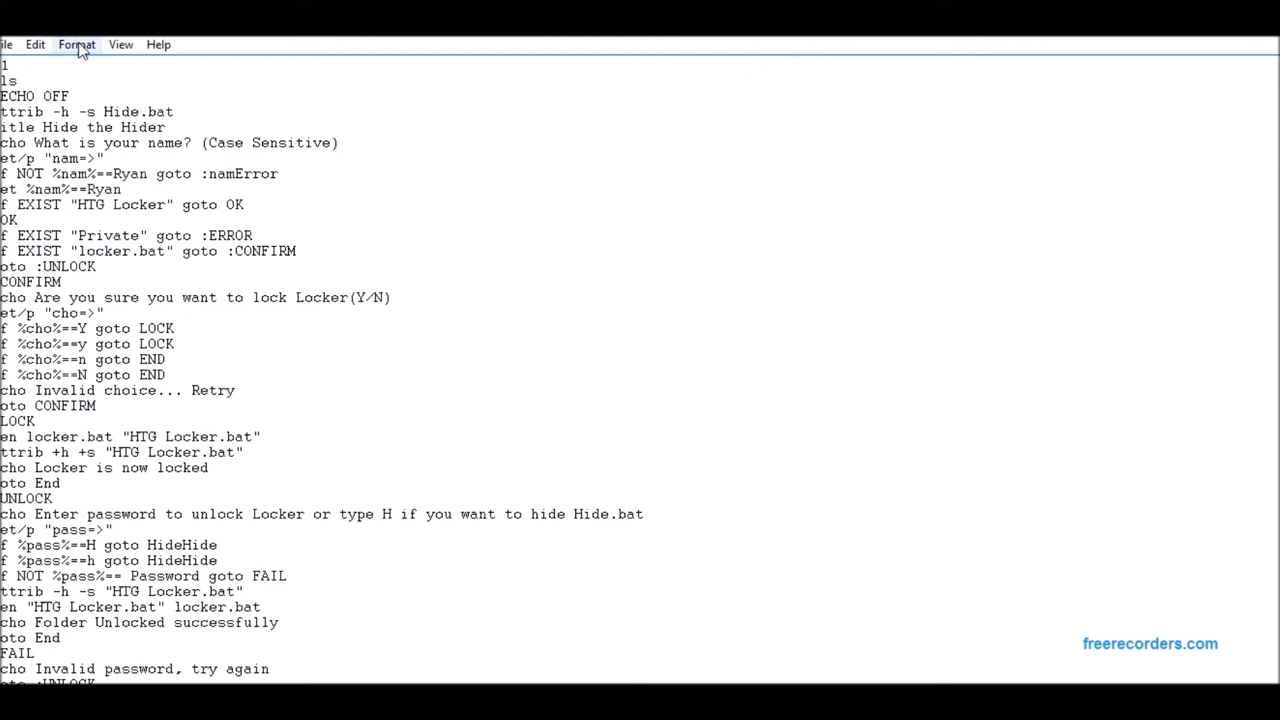 ile Edit Format View Help
1
ls
ECHO OFF
ttrib -h -s Hide.bat
itle Hide the Hider
cho What is your name? (Case Sensitive)
et/p "nam=>"
f NOT %nam%==Ryan goto :namError
et %nam%==Ryan
f EXIST "HTG Locker" goto OK
OK
f EXIST "Private" goto :ERROR
f EXIST "locker.bat" goto :CONFIRM
oto :UNLOCK
CONFIRM
cho Are you sure you want to lock Locker(Y/N)
et/p "cho=>"
f %cho%==Y goto LOCK
f %cho%==y goto LOCK
f %cho%==n goto END
f %cho%==N goto END
cho Invalid choice... Retry
oto CONFIRM
LOCK
en locker.bat "HTG Locker.bat"
ttrib +h +s "HTG Locker.bat"
cho Locker is now locked
oto End
UNLOCK
cho Enter password to unlock Locker or type H if you want to hide Hide.bat
et/p "pass=>"
f %pass%==H goto HideHide
f %pass%==h goto HideHide
f NOT %pass%== Password goto FAIL
ttrib -h -s "HTG Locker.bat"
en "HTG Locker.bat" locker.bat
cho Folder Unlocked successfully
oto End
FAIL
cho Invalid password, try again
oto :UNLOCK
freerecorders.com